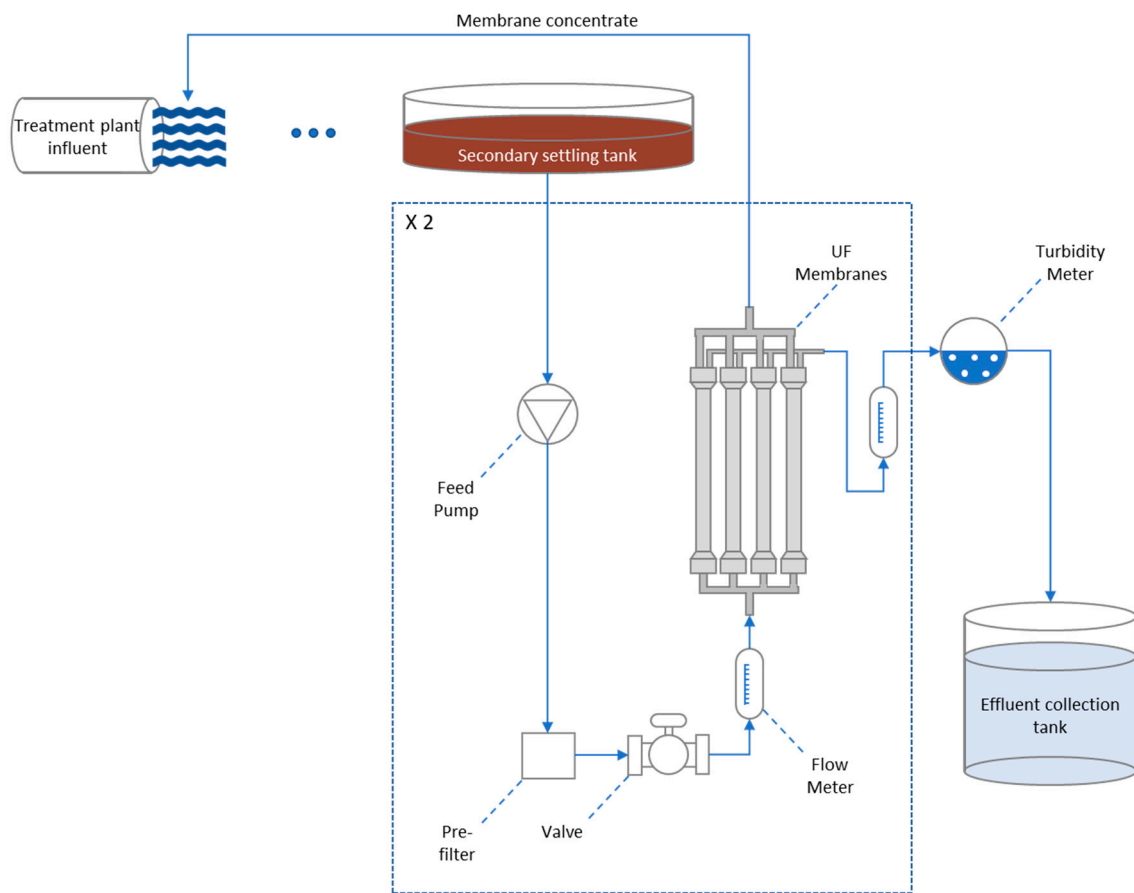 Membrane concentrate
Treatment plant
influent
Secondary settling tank
X 2
UF
Membranes
Turbidity
Meter
Feed
Pump
Effluent collection
tank
Flow
Meter
Pre-
filter
Valve